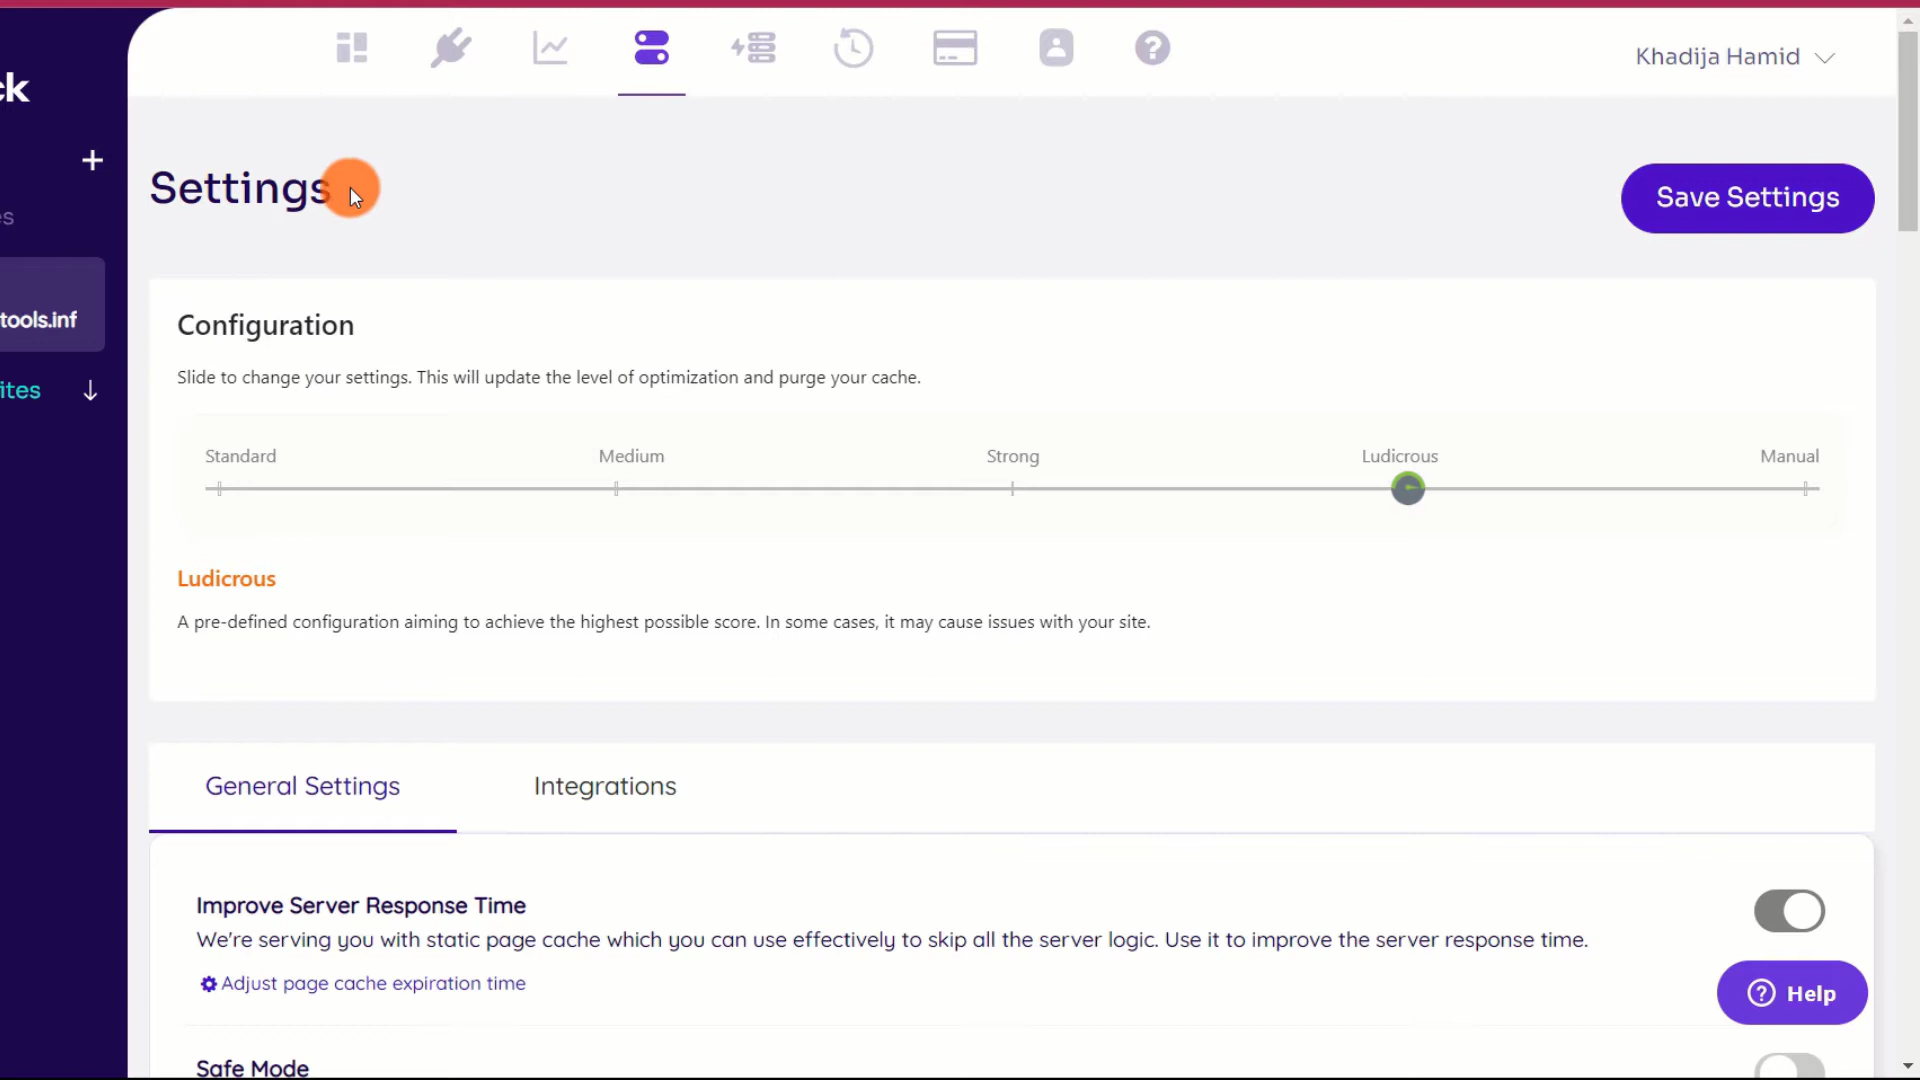 Khadija Hamid
ck
Settings
Save Settings
es
tools.inf
ites
Configuration
Slide to change your settings. This will update the level of optimization and purge your cache.
Standard Medium Strong Ludicrous Manual
Ludicrous
A pre-defined configuration aiming to achieve the highest possible score. In some cases, it may cause issues with your site.
General Settings Integrations
Improve Server Response Time
We're serving you with static page cache which you can use effectively to skip all the server logic. Use it to improve the server response time.
Adjust page cache expiration time
? Help
Safe Mode